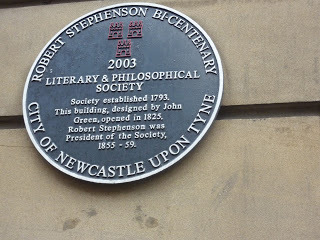 ROBERT STEPHENSON BI-CENTENARY
2003
LITERARY & PHILOSOPHICAL
SOCIETY
Society established 1793.
This building, designed by John
Green, opened in 1825.
Robert Stephenson was
President of the Society,
1855 - 59.
CITY OF NEWCASTLE UPON TYNE